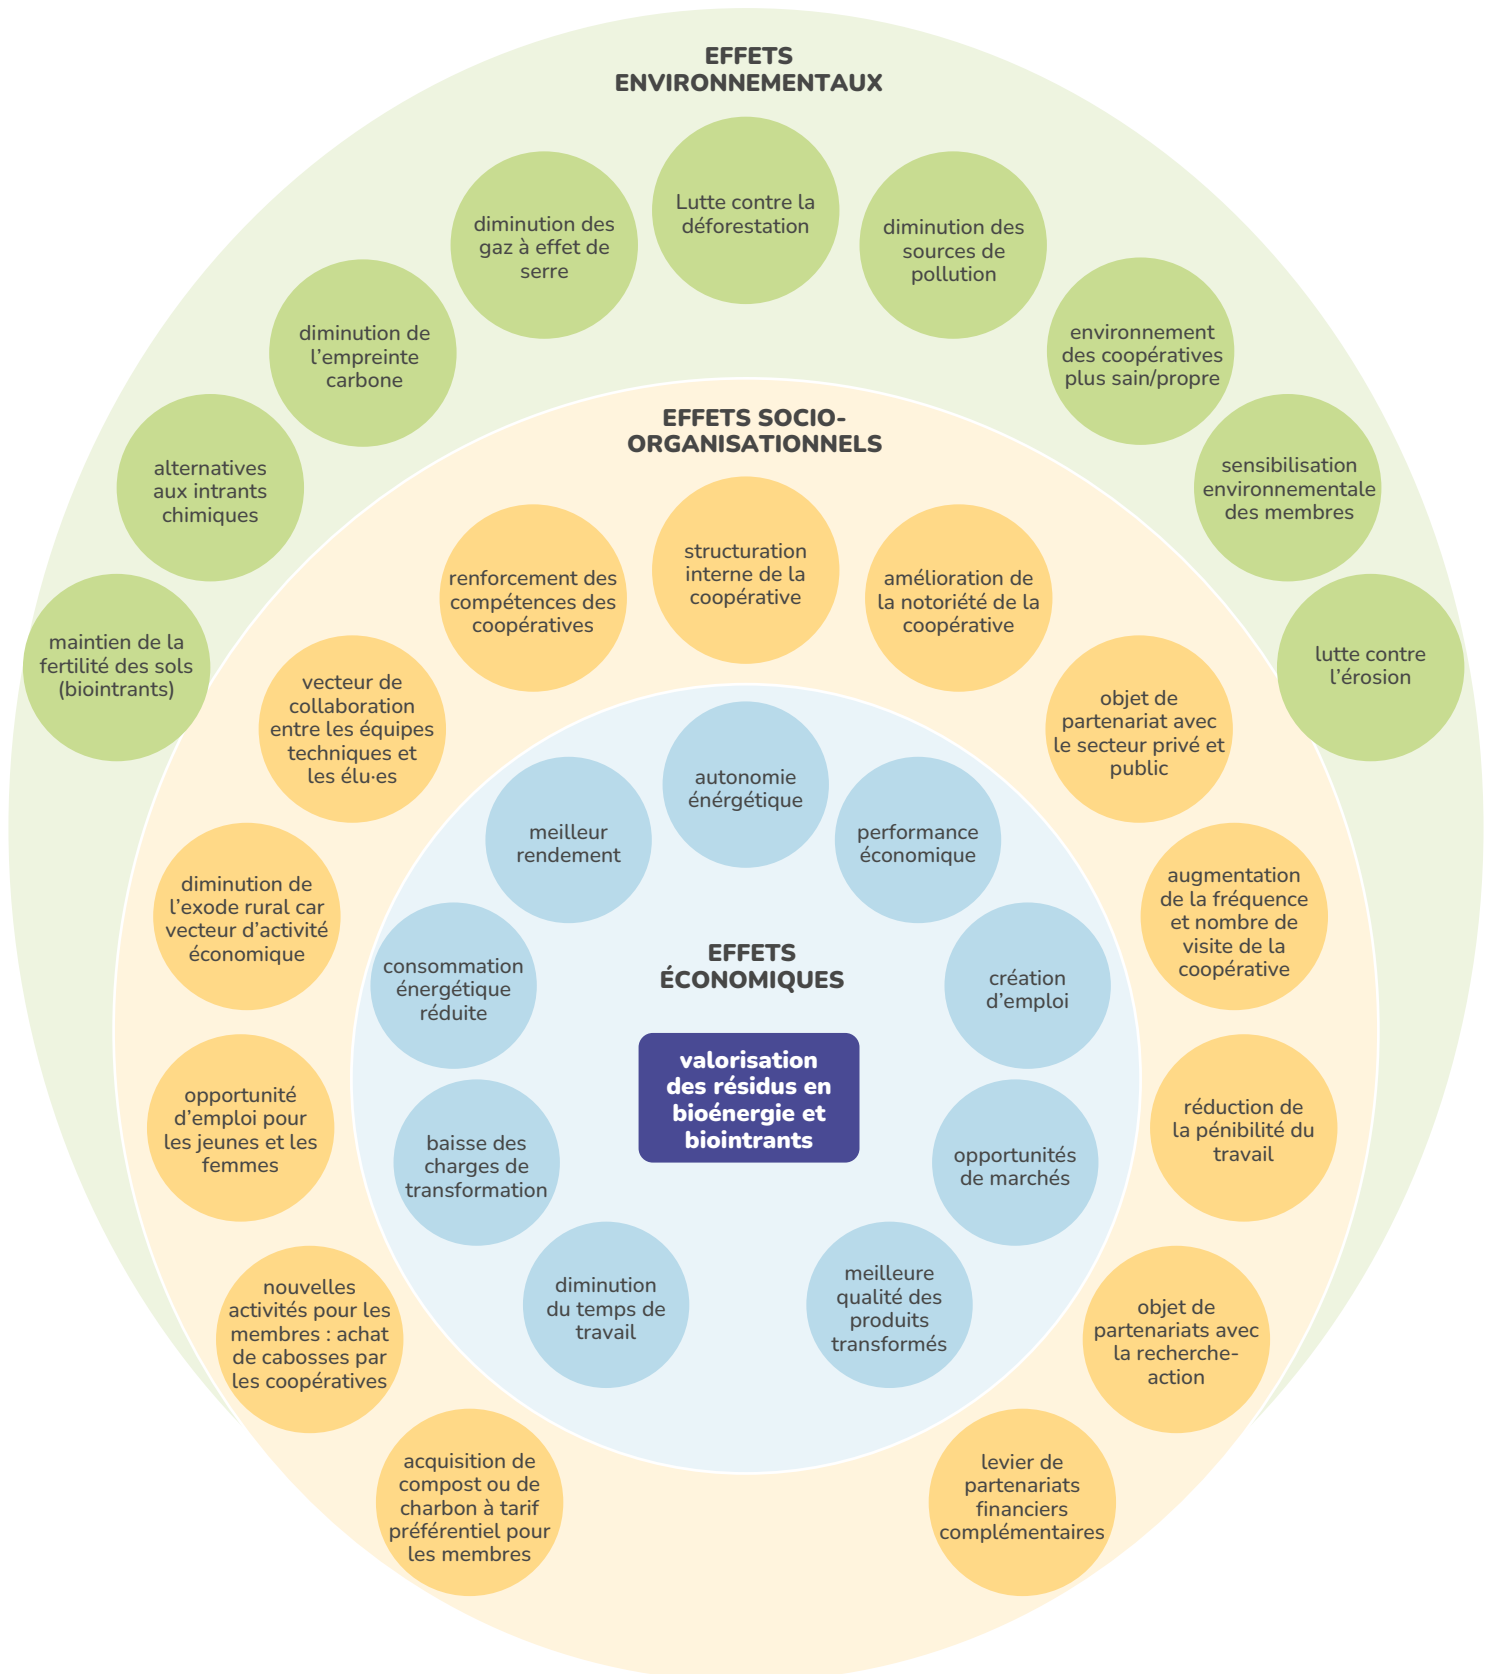 EFFETS
ENVIRONNEMENTAUX
Lutte contre la
déforestation
diminution des
gaz à effet de
serre
diminution des
sources de
pollution
diminution de
l’empreinte
carbone
environnement
des coopératives
plus sain/propre
alternatives
aux intrants
chimiques
sensibilisation
environnementale
des membres
maintien de la
fertilité des sols
(biointrants)
lutte contre
l’érosion
EFFETS SOCIO-
ORGANISATIONNELS
structuration
interne de la
coopérative
renforcement des
compétences des
coopératives
amélioration de
la notoriété de la
coopérative
vecteur de
collaboration
entre les équipes
techniques et
les élu·es
objet de
partenariat avec
le secteur privé et
public
diminution de
l’exode rural car
vecteur d’activité
économique
augmentation
de la fréquence
et nombre de
visite de la
coopérative
opportunité
d’emploi pour
les jeunes et les
femmes
réduction de
la pénibilité du
travail
nouvelles
activités pour les
membres : achat
de cabosses par
les coopératives
objet de
partenariats avec
la recherche-
action
acquisition de
compost ou de
charbon à tarif
préférentiel pour
les membres
levier de
partenariats
financiers
complémentaires
autonomie
énérgétique
meilleur
rendement
performance
économique
EFFETS
ÉCONOMIQUES
consommation
énergétique
réduite
création
d’emploi
valorisation
des résidus en
bioénergie et
biointrants
baisse des
charges de
transformation
opportunités
de marchés
diminution
du temps de
travail
meilleure
qualité des
produits
transformés